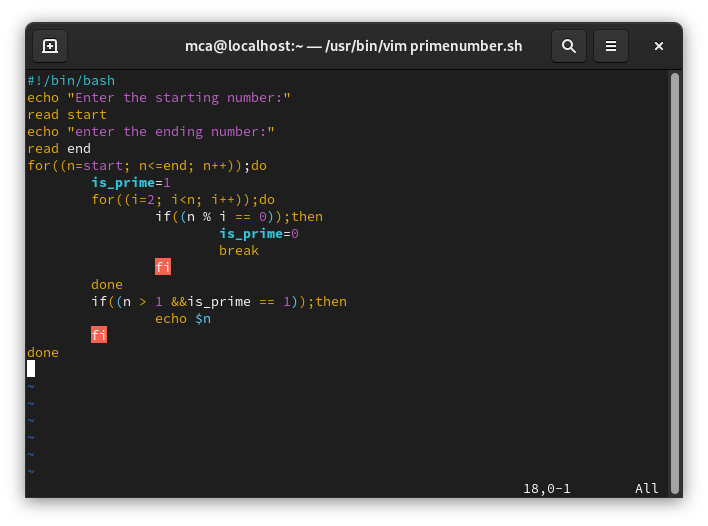 mca@localhost:~ — /usr/bin/vim primenumber.sh
#!/bin/bash
echo "Enter the starting number:"
read start
echo "enter the ending number:"
read end
for((n=start; n<=end; n++));do
        is_prime=1
        for((i=2; i<n; i++));do
                if((n % i == 0));then
                        is_prime=0
                        break
                fi
        done
        if((n > 1 &&is_prime == 1));then
                echo $n
        fi
done
~
~
~
~
~
~
18,0-1        All